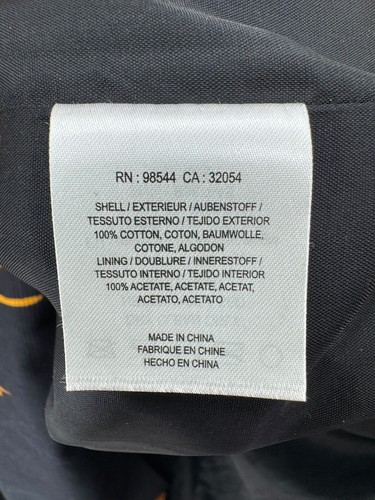 RN : 98544 CA : 32054
SHELL / EXTERIEUR / AUBENSTOFF /
TESSUTO ESTERNO / TEJIDO EXTERIOR
100% COTTON, COTON, BAUMWOLLE,
COTONE, ALGODON
LINING / DOUBLURE / INNERESTOFF /
TESSUTO INTERNO / TEJIDO INTERIOR
100% ACETATE, ACETATE, ACETAT,
ACETATO, ACETATO
MADE IN CHINA
FABRIQUE EN CHINE
HECHO EN CHINA